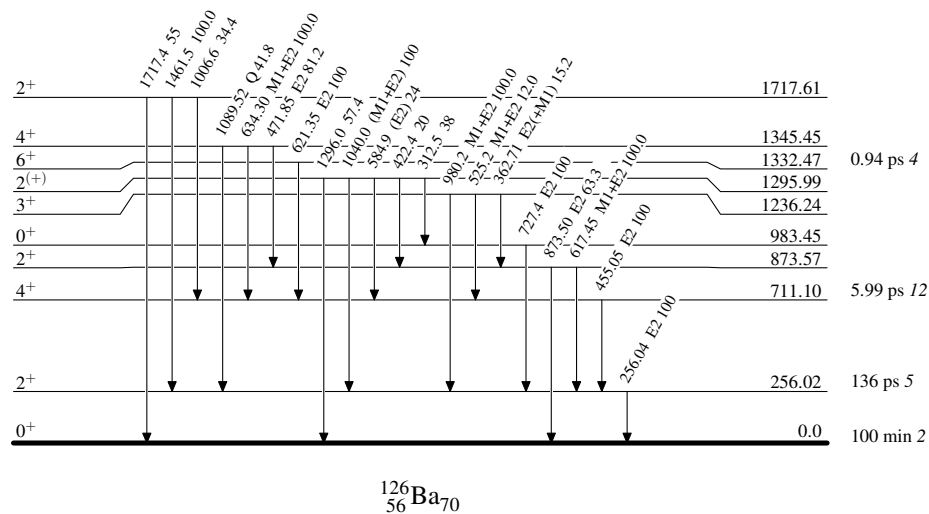 1717.4 55
1461.5 100.0
1006.6 34.4
1089.52 Q 41.8
634.30 M1+E2 100.0
471.85 E2 81.2
621.35 E2 100
1296.0 57.4
1040.0 (M1+E2) 100
584.9 (E2) 24
422.4 20
312.5 38
980.2 M1+E2 100.0
525.2 M1+E2 12.0
362.71 E2(+M1) 15.2
727.4 E2 100
873.50 E2 63.3
617.45 M1+E2 100.0
455.05 E2 100
256.04 E2 100
2⁺ 1717.61
4⁺ 1345.45
6⁺ 1332.47 0.94 ps 4
2⁽⁺⁾ 1295.99
3⁺ 1236.24
0⁺ 983.45
2⁺ 873.57
4⁺ 711.10 5.99 ps 12
2⁺ 256.02 136 ps 5
0⁺ 0.0 100 min 2
¹²⁶₅₆Ba₇₀